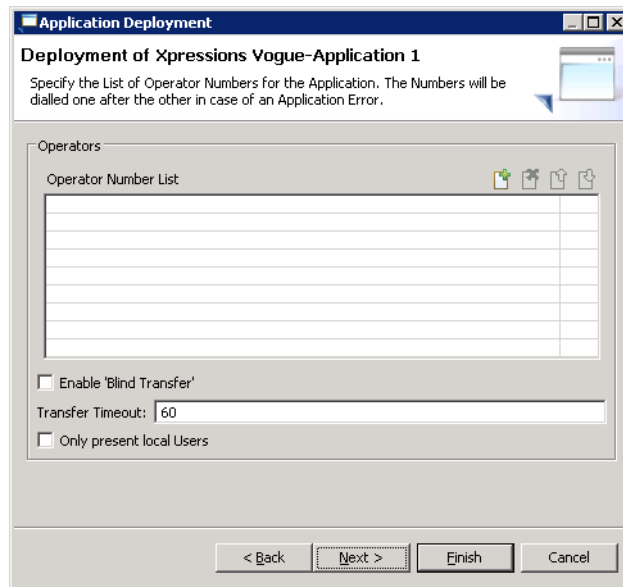 Application Deployment
Deployment of Xpressions Vogue-Application 1
Specify the List of Operator Numbers for the Application. The Numbers will be
dialled one after the other in case of an Application Error.
Operators
Operator Number List
Enable 'Blind Transfer'
Transfer Timeout: 60
Only present local Users
< Back Next > Finish Cancel